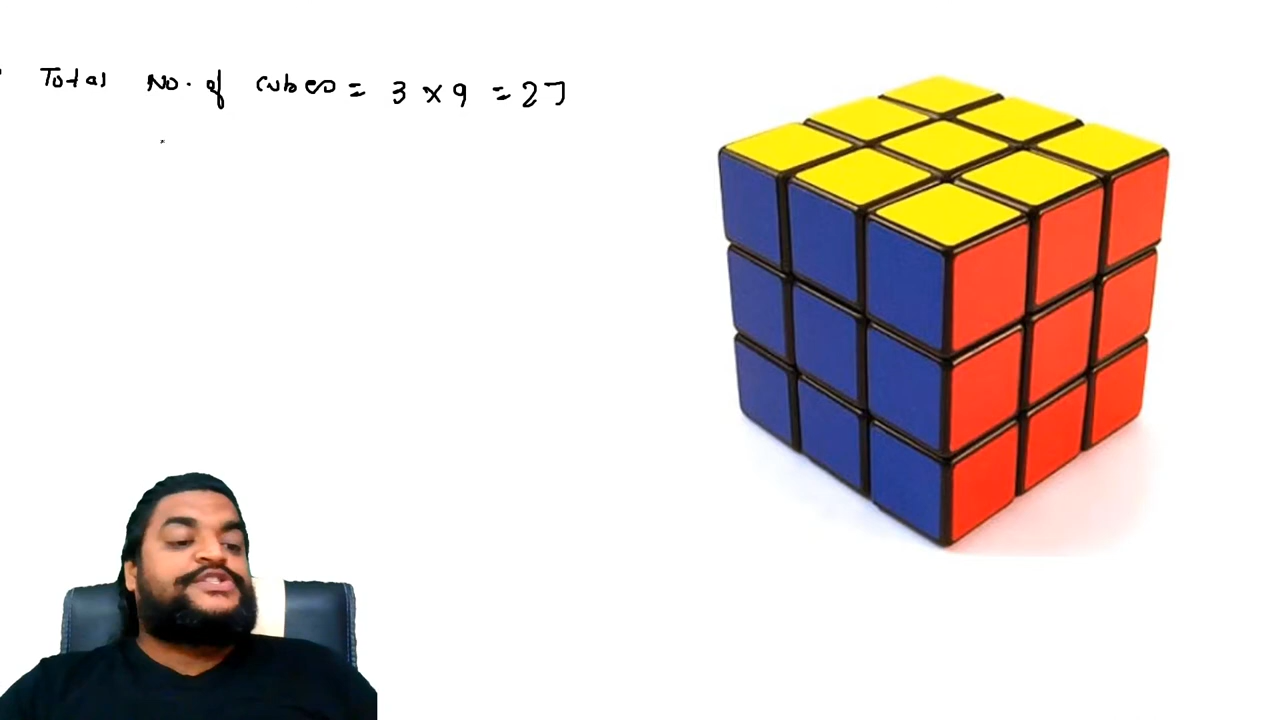 Total No. of cubes = 3 × 9 = 27